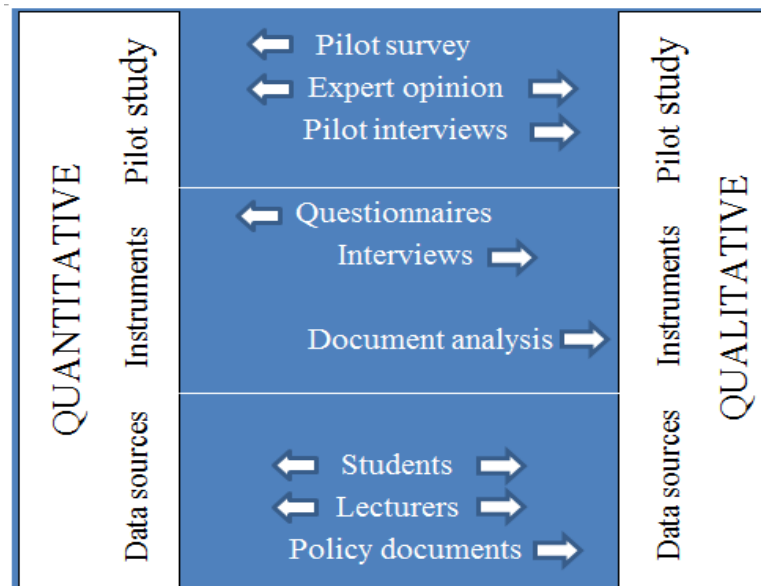 QUANTITATIVE
Pilot study
Instruments
Data sources
Pilot survey
Expert opinion
Pilot interviews
Questionnaires
Interviews
Document analysis
Students
Lecturers
Policy documents
Pilot study
Instruments
Data sources
QUALITATIVE